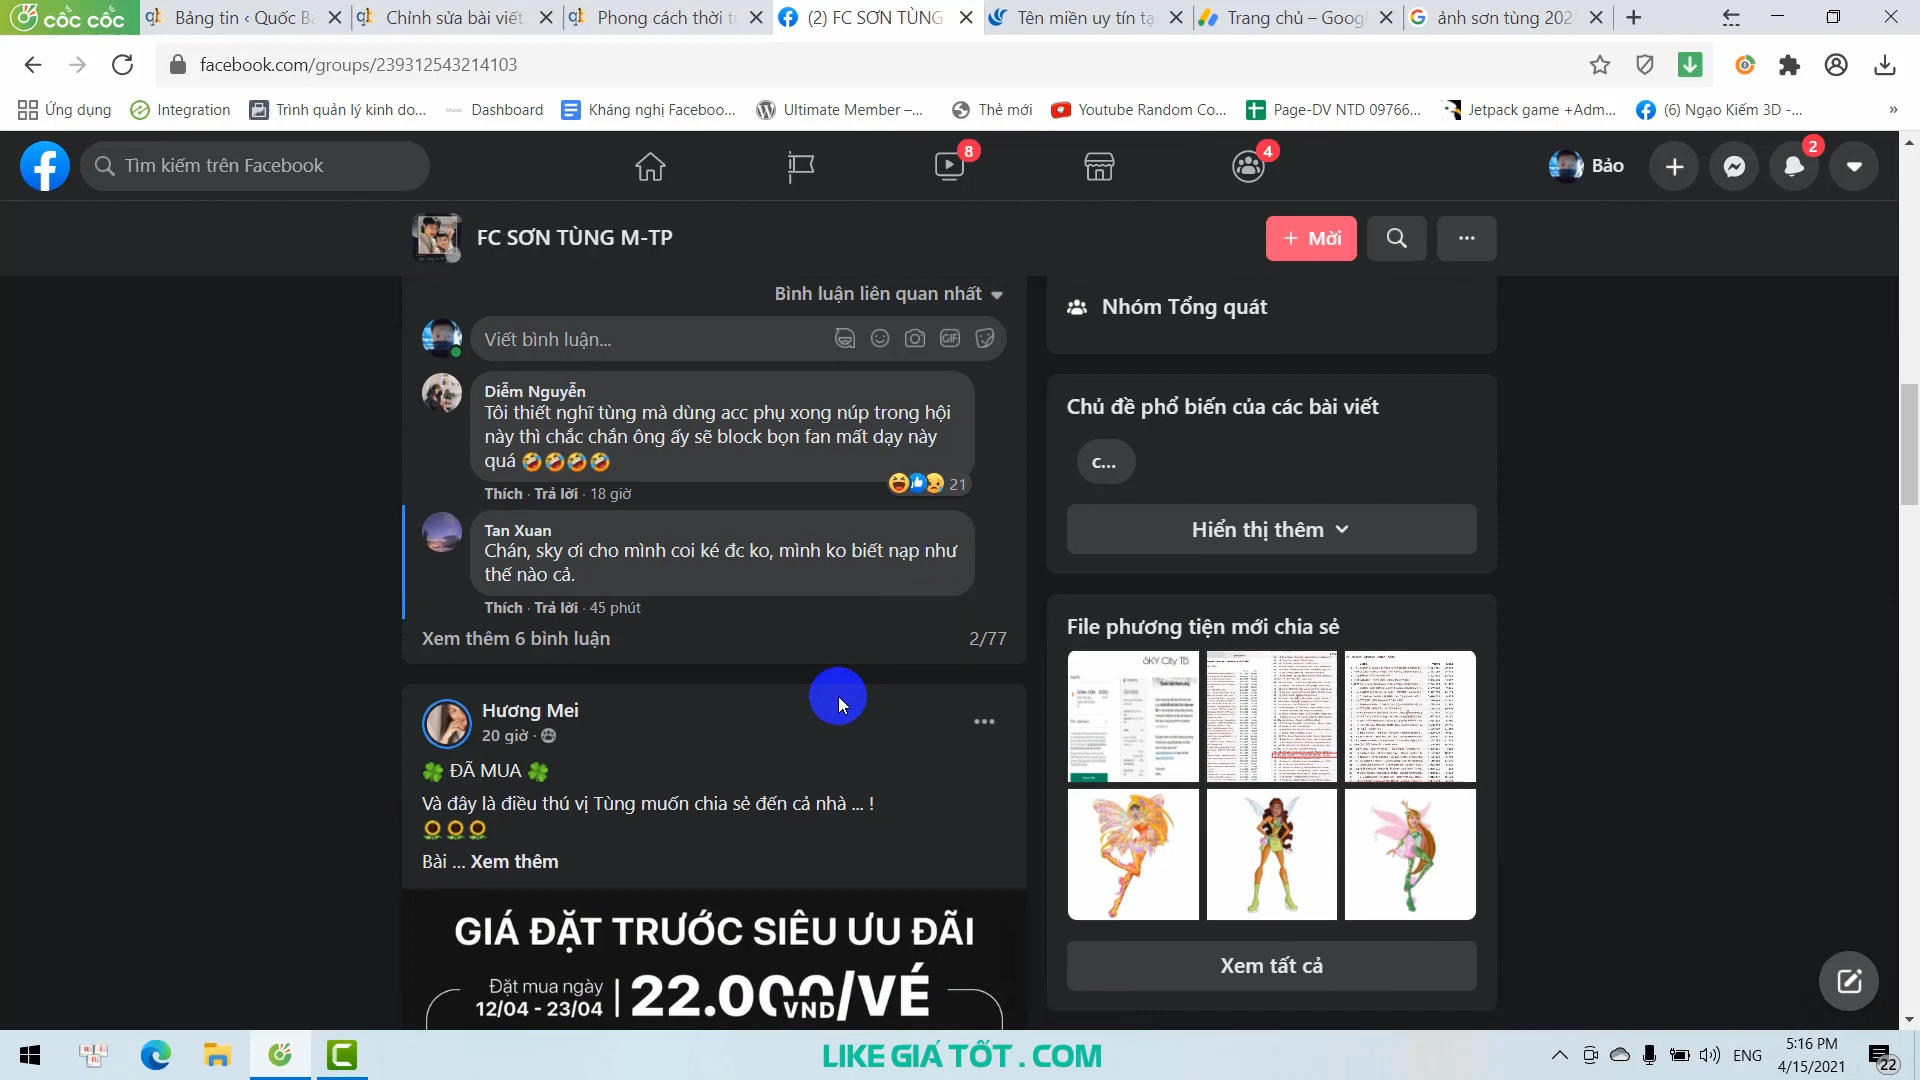 cốc cốc
Bảng tin ‹ Quốc Bả
Chỉnh sửa bài viết
Phong cách thời tr
(2) FC SƠN TÙNG
Tên miền uy tín tạ
Trang chủ – Googl
ảnh sơn tùng 202
facebook.com/groups/239312543214103
Ứng dụng
Integration
Trình quản lý kinh do...
Dashboard
Kháng nghị Faceboo...
Ultimate Member –...
Thẻ mới
Youtube Random Co...
Page-DV NTD 09766...
Jetpack game +Adm...
(6) Ngạo Kiếm 3D -...
»
Tìm kiếm trên Facebook
8
4
Bảo
2
FC SƠN TÙNG M-TP
+ Mời
Bình luận liên quan nhất
Viết bình luận...
GIF
Diễm Nguyễn
Tôi thiết nghĩ tùng mà dùng acc phụ xong núp trong hội
này thì chắc chắn ông ấy sẽ block bọn fan mất dạy này
quá 🤣🤣🤣🤣
21
Thích · Trả lời · 18 giờ
Tan Xuan
Chán, sky ơi cho mình coi ké đc ko, mình ko biết nạp như
thế nào cả.
Thích · Trả lời · 45 phút
Xem thêm 6 bình luận
2/77
Hương Mei
20 giờ ·
🍀 ĐÃ MUA 🍀
Và đây là điều thú vị Tùng muốn chia sẻ đến cả nhà ... !
🌻🌻🌻
Bài ... Xem thêm
GIÁ ĐẶT TRƯỚC SIÊU ƯU ĐÃI
Đặt mua ngày
12/04 - 23/04
22.000VND/VÉ
Nhóm Tổng quát
Chủ đề phổ biến của các bài viết
c...
Hiển thị thêm
File phương tiện mới chia sẻ
SKY City TB
Xem tất cả
LIKE GIÁ TỐT . COM
ENG
5:16 PM
4/15/2021
22